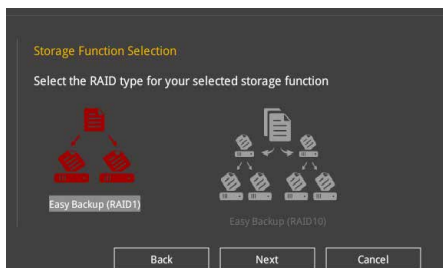 Storage Function Selection
Select the RAID type for your selected storage function
Easy Backup (RAID1)
Easy Backup (RAID10)
Back
Next
Cancel